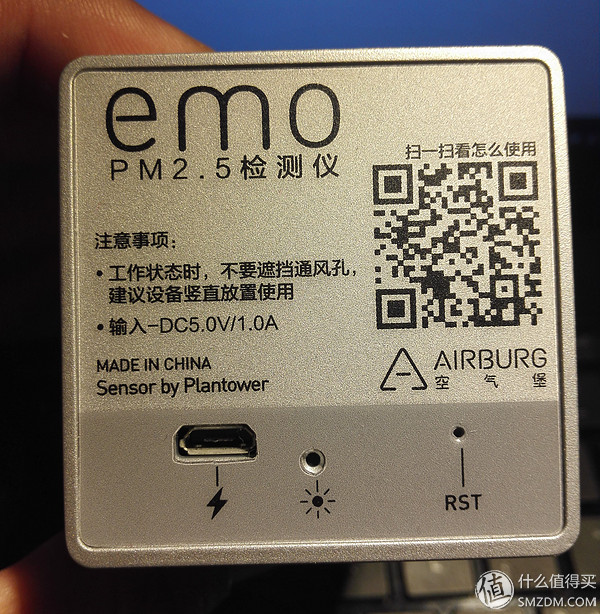 emo
PM2.5检测仪
扫一扫看怎么使用
注意事项：
•工作状态时，不要遮挡通风孔，
建议设备竖直放置使用
•输入-DC5.0V/1.0A
MADE IN CHINA
Sensor by Plantower
AIRBURG
空气堡
RST
值 什么值得买
SMZDM.COM